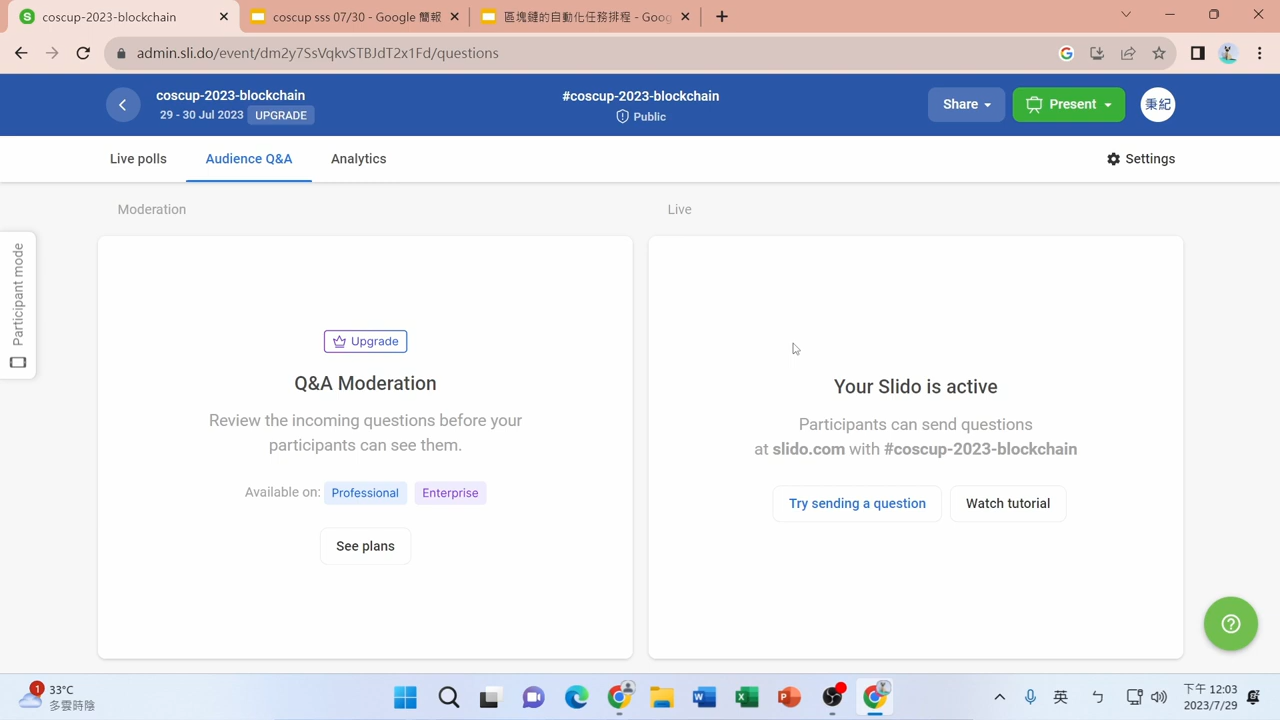 coscup-2023-blockchain
coscup sss 07/30 - Google 簡報
區塊鏈的自動化任務排程 - Goog
admin.sli.do/event/dm2y7SsVqkvSTBJdT2x1Fd/questions
coscup-2023-blockchain
29 - 30 Jul 2023
UPGRADE
#coscup-2023-blockchain
Public
Share
Present
秉紀
Live polls
Audience Q&A
Analytics
Settings
Moderation
Live
Participant mode
Upgrade
Q&A Moderation
Review the incoming questions before your
participants can see them.
Available on: Professional Enterprise
See plans
Your Slido is active
Participants can send questions
at slido.com with #coscup-2023-blockchain
Try sending a question
Watch tutorial
1
33°C
多雲時陰
英
ㄅ
下午 12:03
2023/7/29